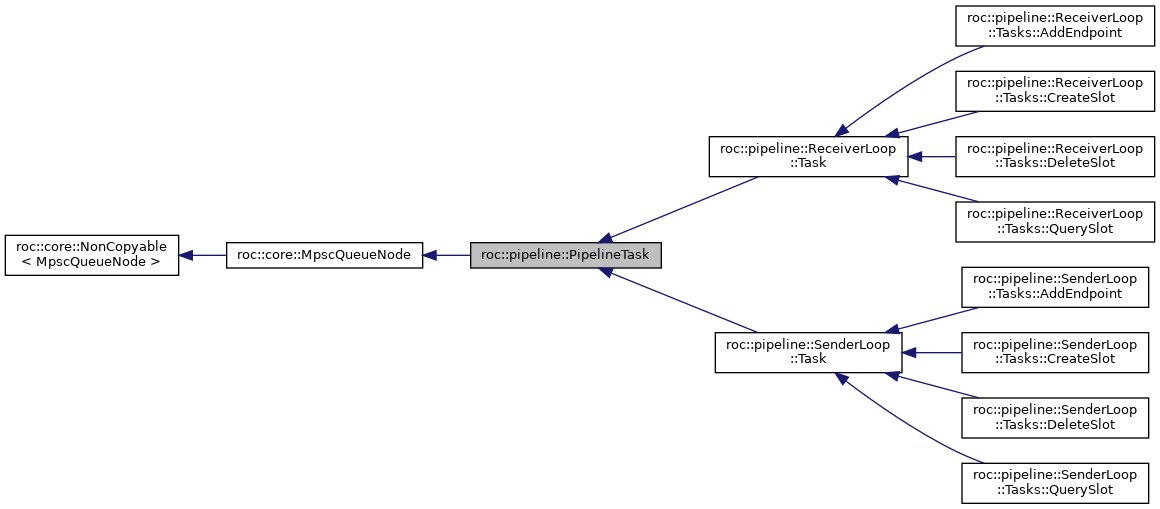 roc::core::NonCopyable
< MpscQueueNode >
roc::core::MpscQueueNode
roc::pipeline::PipelineTask
roc::pipeline::ReceiverLoop
::Task
roc::pipeline::SenderLoop
::Task
roc::pipeline::ReceiverLoop
::Tasks::AddEndpoint
roc::pipeline::ReceiverLoop
::Tasks::CreateSlot
roc::pipeline::ReceiverLoop
::Tasks::DeleteSlot
roc::pipeline::ReceiverLoop
::Tasks::QuerySlot
roc::pipeline::SenderLoop
::Tasks::AddEndpoint
roc::pipeline::SenderLoop
::Tasks::CreateSlot
roc::pipeline::SenderLoop
::Tasks::DeleteSlot
roc::pipeline::SenderLoop
::Tasks::QuerySlot